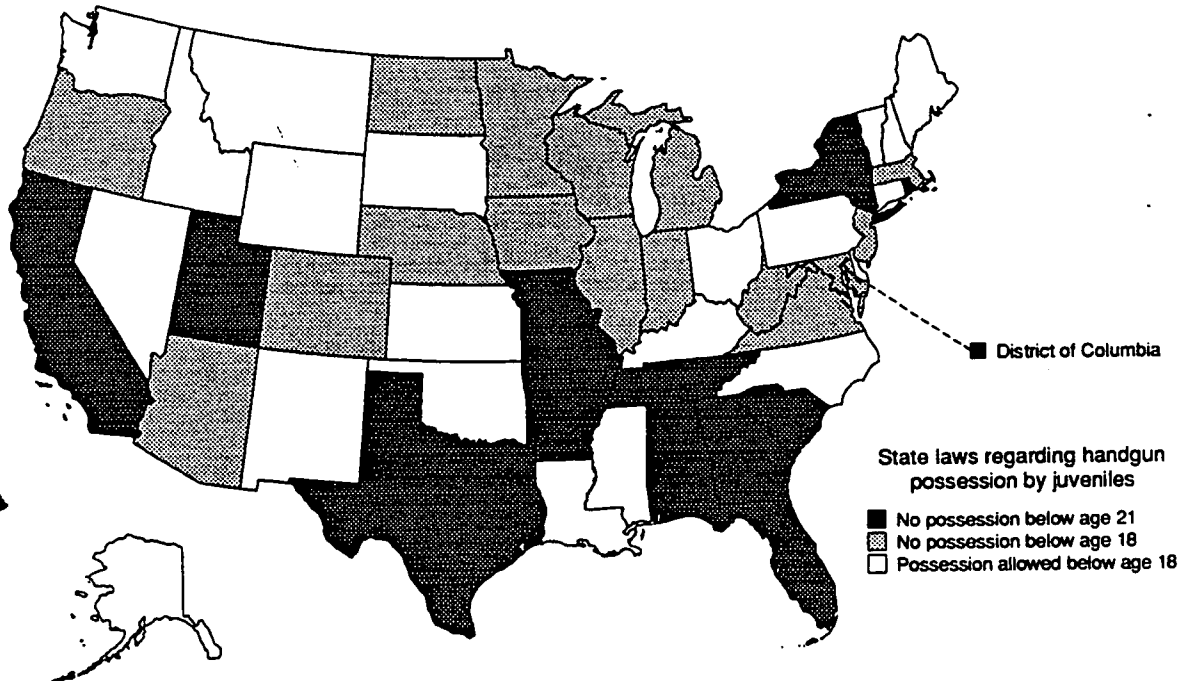 District of Columbia
State laws regarding handgun
possession by juveniles
No possession below age 21
No possession below age 18
Possession allowed below age 18